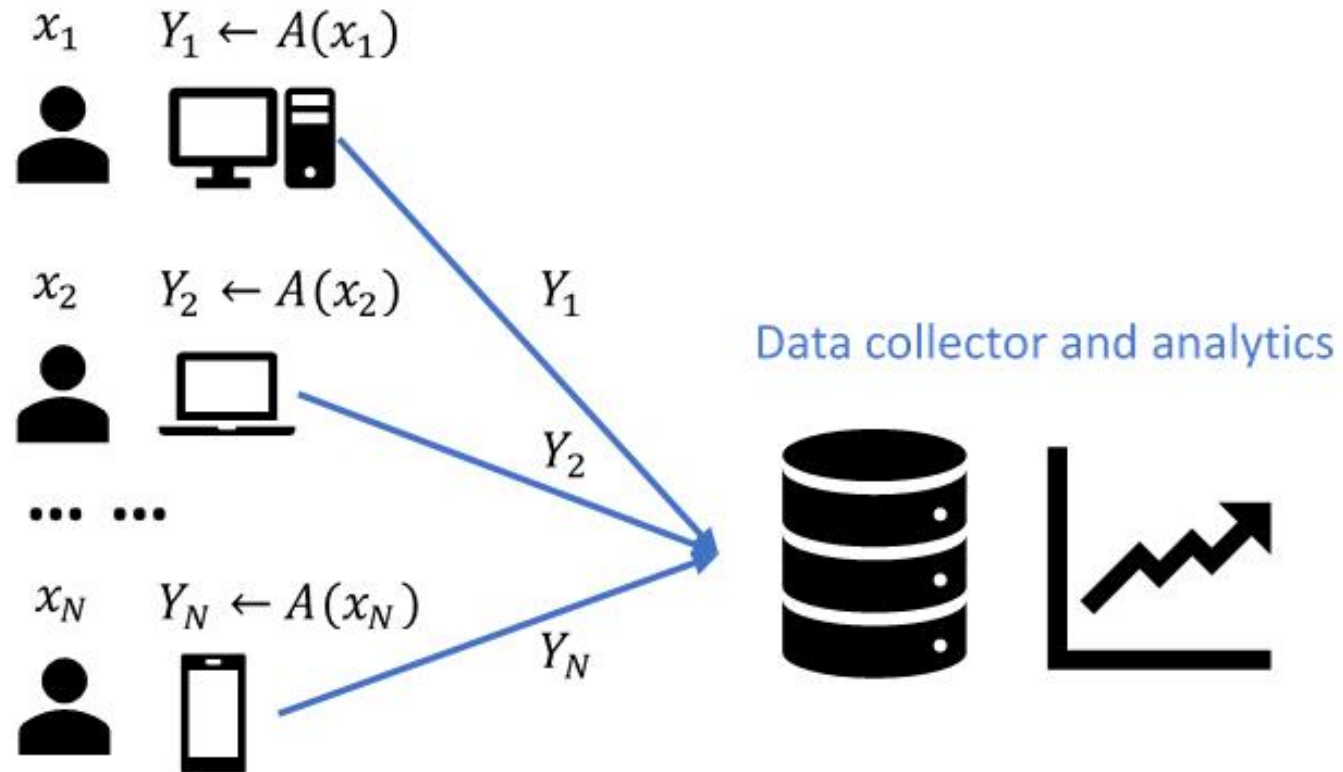 x₁ Y₁ ← A(x₁)
x₂ Y₂ ← A(x₂)
Y₁
Data collector and analytics
Y₂
... ...
x_N Y_N ← A(x_N)
Y_N